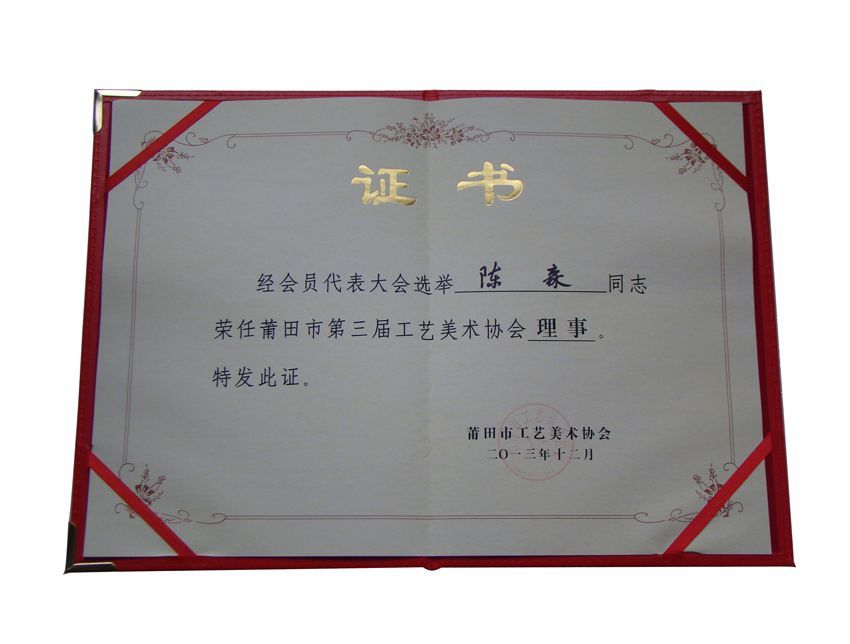 证书
经会员代表大会选举陈森同志
荣任莆田市第三届工艺美术协会理事。
特发此证。
莆田市工艺美术协会
二〇一三年十二月